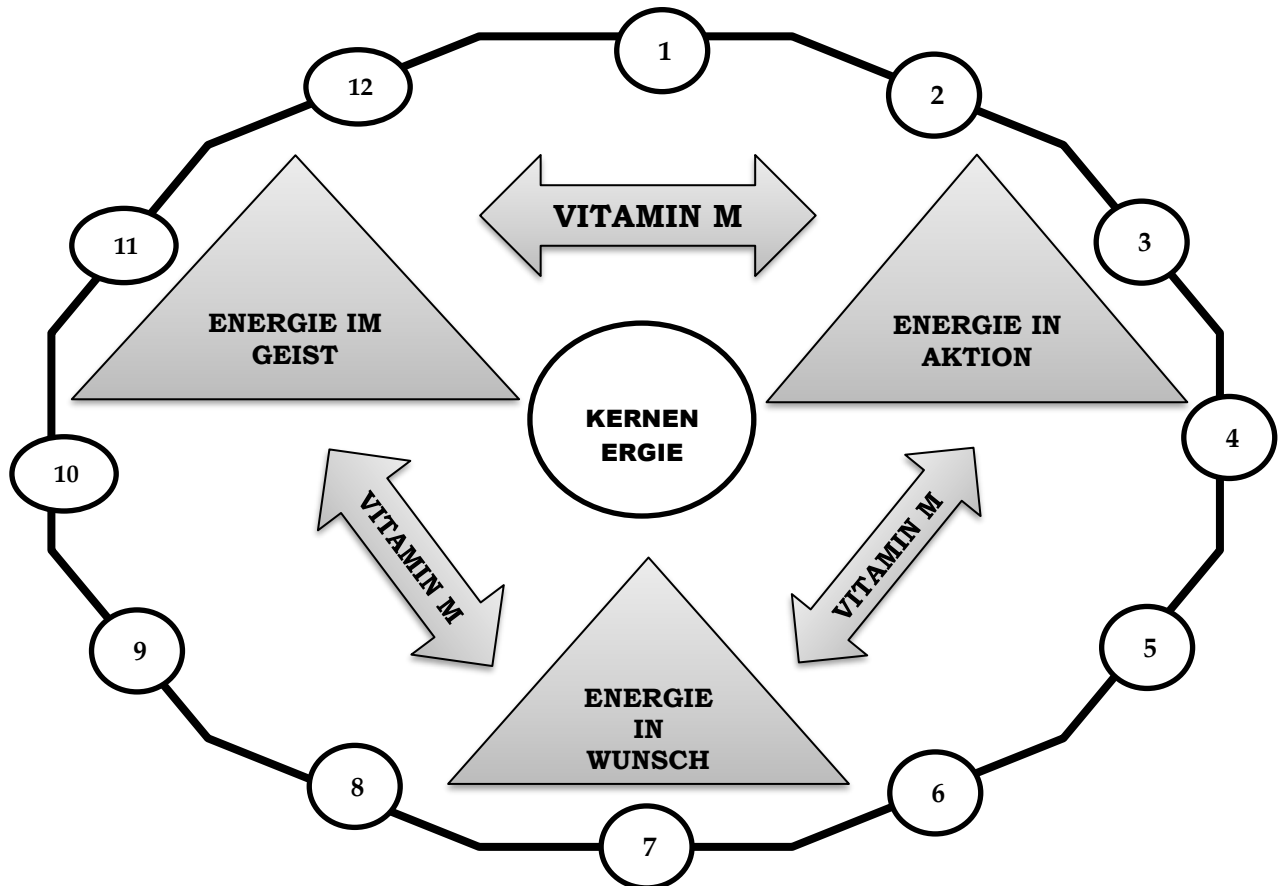 1
12
2
VITAMIN M
11
3
ENERGIE IM
GEIST
ENERGIE IN
AKTION
KERNEN
ERGIE
4
10
VITAMIN M
VITAMIN M
9
5
ENERGIE
IN
WUNSCH
8
6
7